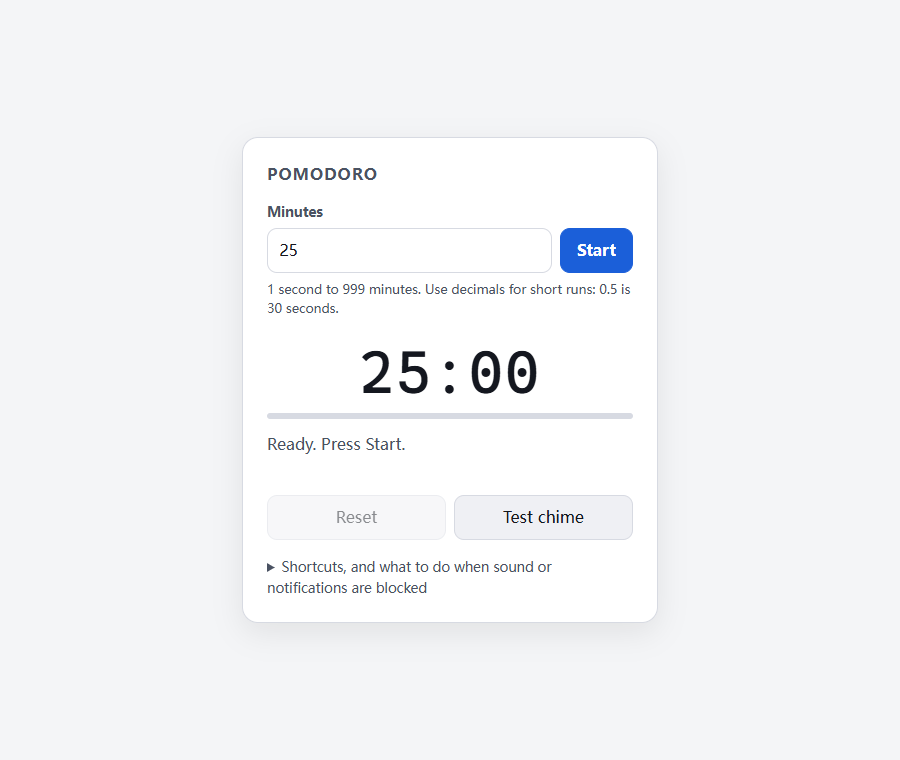 POMODORO
Minutes
25
Start
1 second to 999 minutes. Use decimals for short runs: 0.5 is
30 seconds.
25:00
Ready. Press Start.
Reset
Test chime
Shortcuts, and what to do when sound or
notifications are blocked